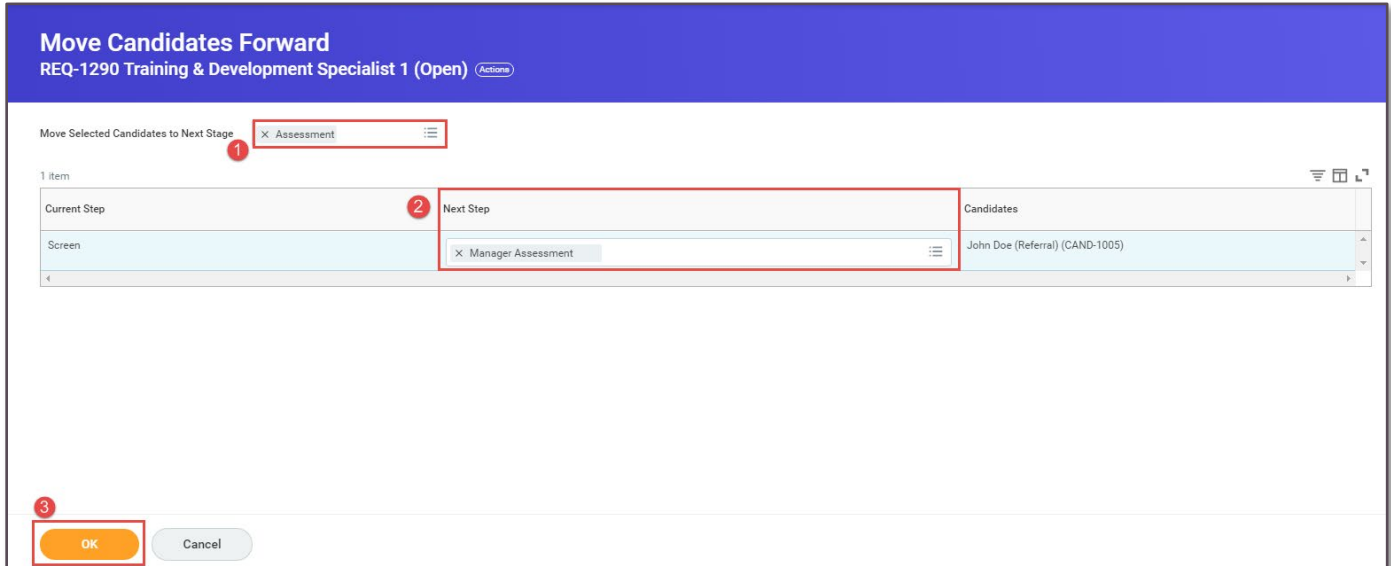 Move Candidates Forward
REQ-1290 Training & Development Specialist 1 (Open) Actions
Move Selected Candidates to Next Stage × Assessment
1
1 item
Current Step 2 Next Step Candidates
Screen × Manager Assessment John Doe (Referral) (CAND-1005)
3
OK Cancel